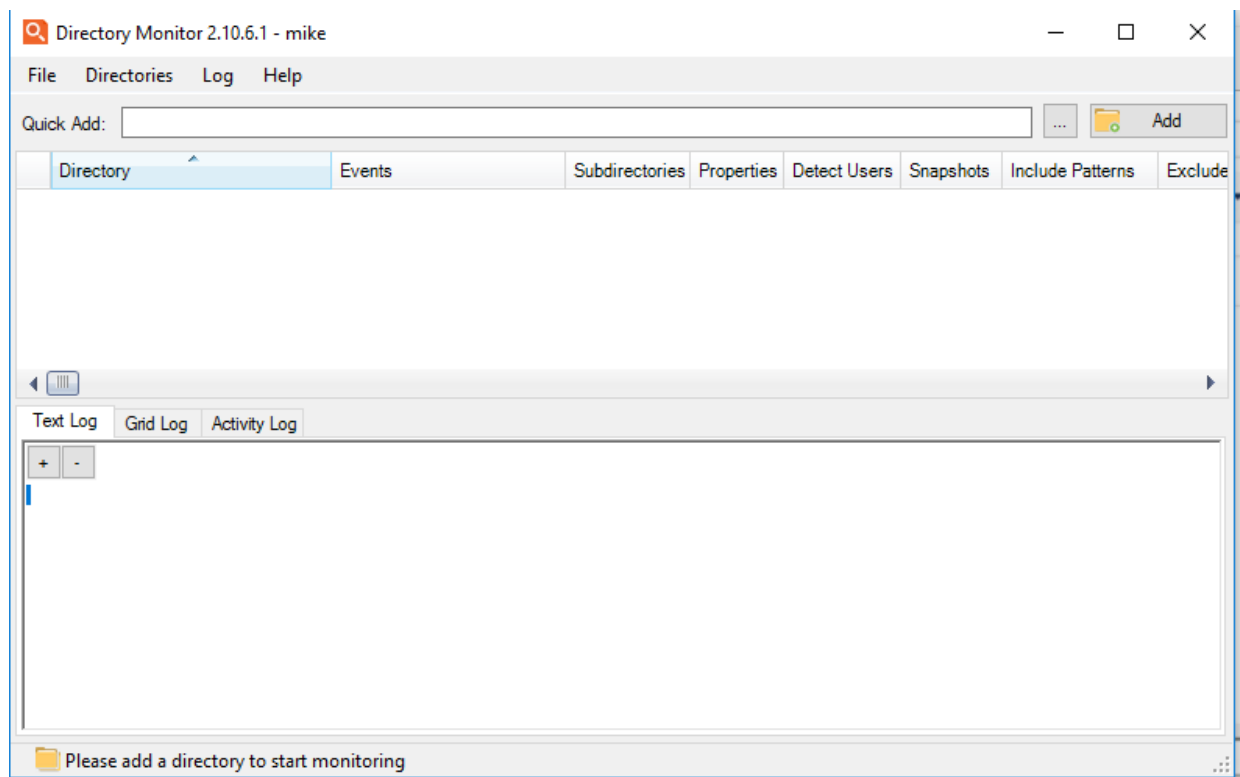 Directory Monitor 2.10.6.1 - mike
File Directories Log Help
Quick Add: ... Add
Directory Events Subdirectories Properties Detect Users Snapshots Include Patterns Exclude
Text Log Grid Log Activity Log
+ -
Please add a directory to start monitoring